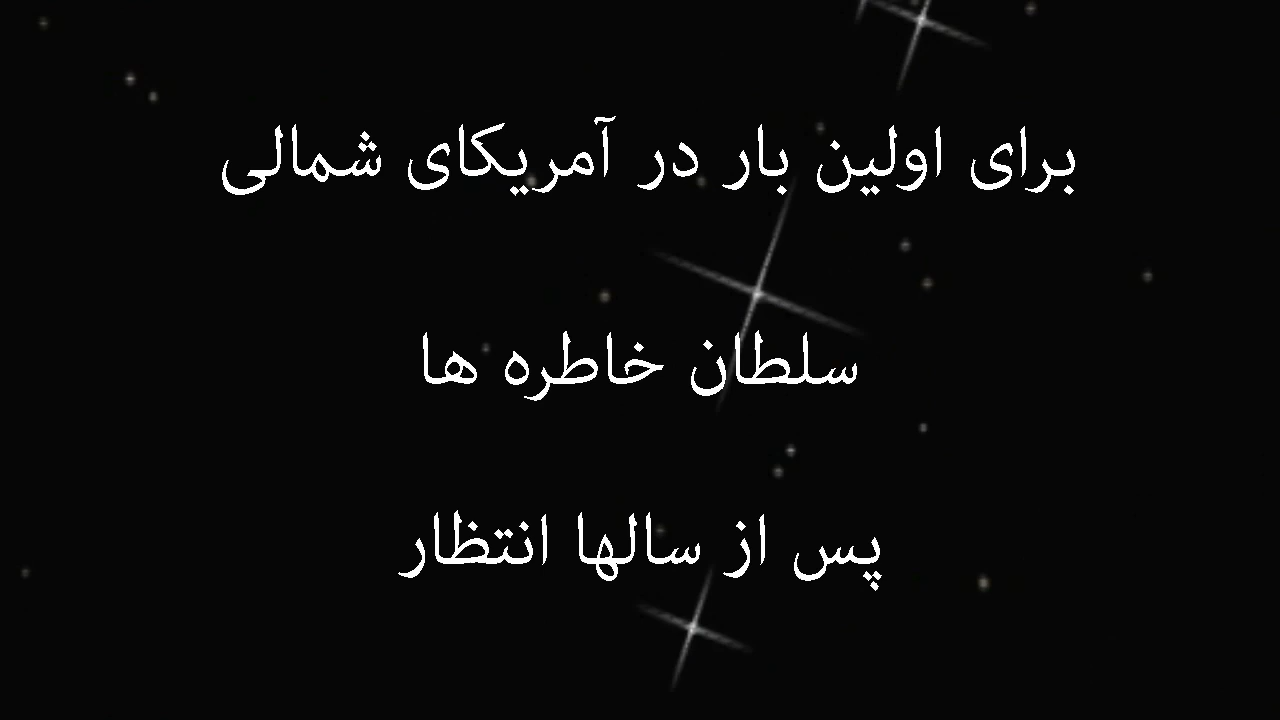 برای اولین بار در آمریکای شمالی
سلطان خاطره ها
پس از سالها انتظار